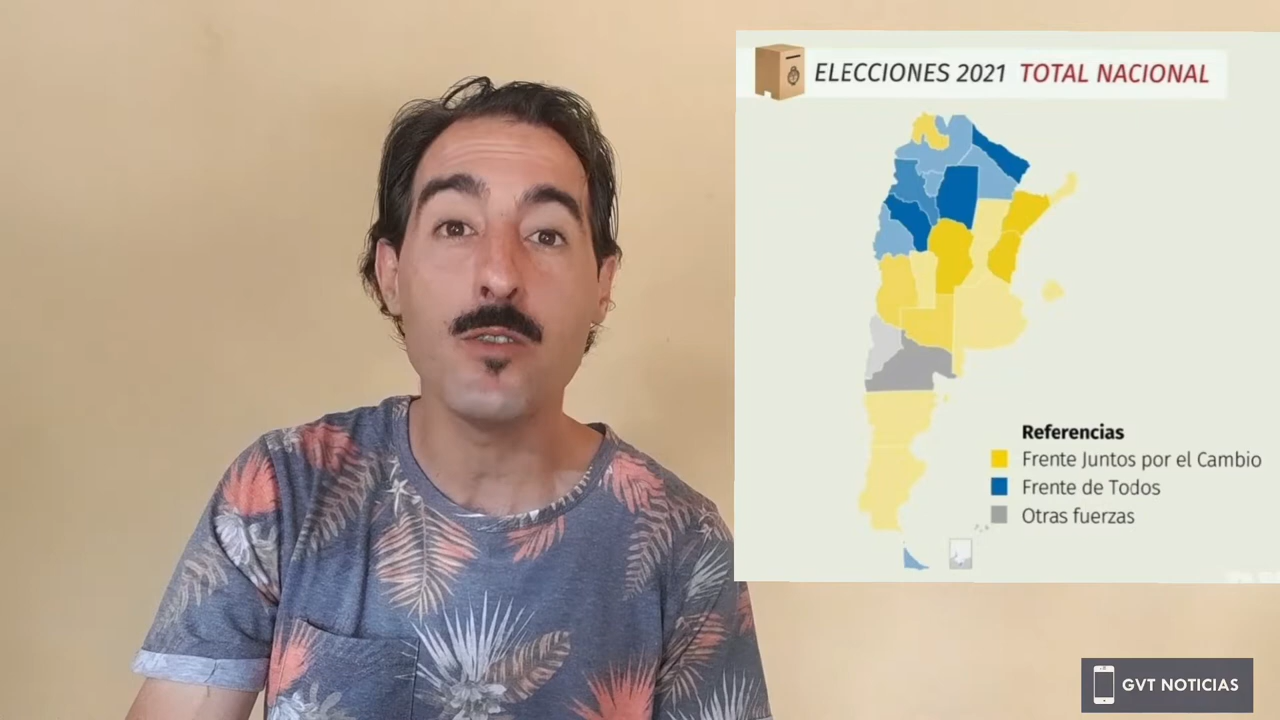 ELECCIONES 2021 TOTAL NACIONAL
Referencias
Frente Juntos por el Cambio
Frente de Todos
Otras fuerzas
GVT NOTICIAS